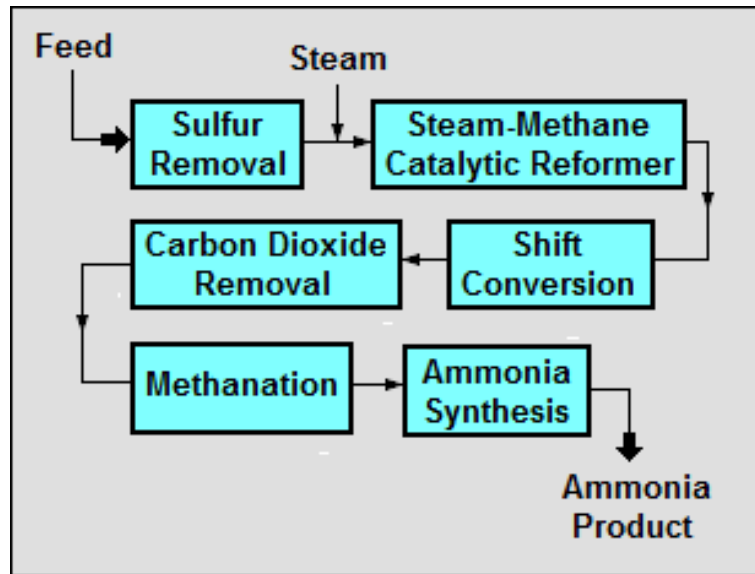 Feed
Steam
Sulfur
Removal
Steam-Methane
Catalytic Reformer
Carbon Dioxide
Removal
Shift
Conversion
Methanation
Ammonia
Synthesis
Ammonia
Product